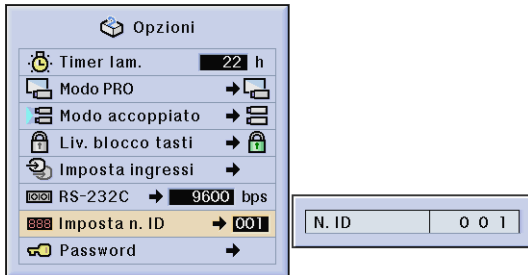 Opzioni
Timer lam. 22 h
Modo PRO
Modo accoppiato
Liv. blocco tasti
Imposta ingressi
RS-232C 9600 bps
888 Imposta n. ID 001
Password
N. ID 0 0 1